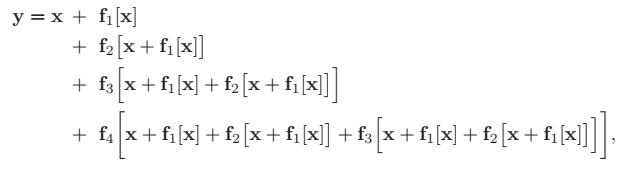 y = x + f₁[x]
+ f₂[x + f₁[x]]
+ f₃[x + f₁[x] + f₂[x + f₁[x]]]
+ f₄[x + f₁[x] + f₂[x + f₁[x]] + f₃[x + f₁[x] + f₂[x + f₁[x]]]],